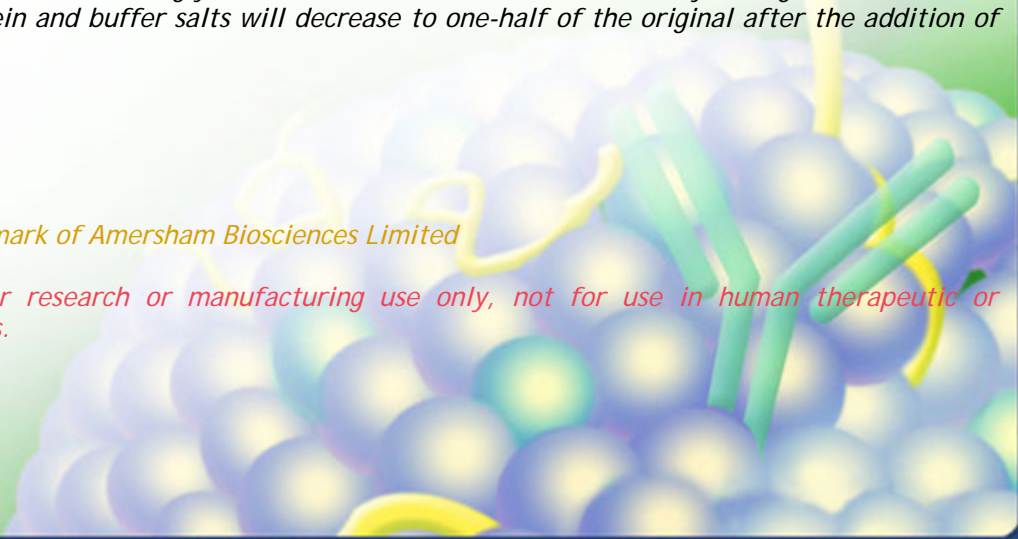 ein and buffer salts will decrease to one-half of the original after the addition of
mark of Amersham Biosciences Limited
r research or manufacturing use only, not for use in human therapeutic or
s.